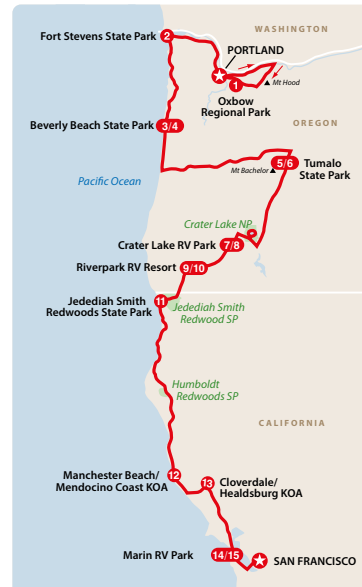 WASHINGTON
Fort Stevens State Park
2
PORTLAND
1
Mt Hood
Oxbow
Regional Park
Beverly Beach State Park
3/4
OREGON
Pacific Ocean
Mt Bachelor
5/6
Tumalo
State Park
Crater Lake NP
Crater Lake RV Park
7/8
Riverpark RV Resort
9/10
Jedediah Smith
Redwoods State Park
11
Jedediah Smith
Redwood SP
Humboldt
Redwoods SP
CALIFORNIA
Manchester Beach/
Mendocino Coast KOA
12
13
Cloverdale/
Healdsburg KOA
Marin RV Park
14/15
SAN FRANCISCO